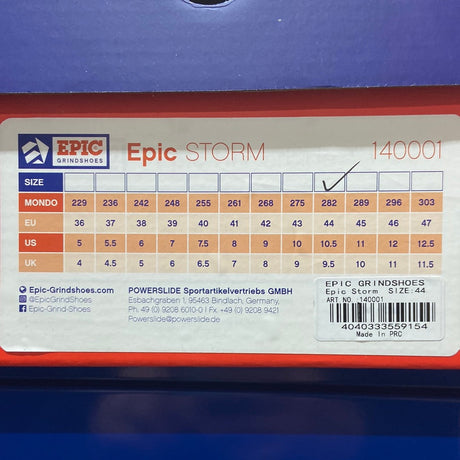 EPIC
GRINDSHOES
Epic STORM
140001
SIZE ✓
MONDO 229 236 242 248 255 261 268 275 282 289 296 303
EU 36 37 38 39 40 41 42 43 44 45 46 47
US 5 5.5 6 7 7.5 8 9 10 10.5 11 12 12.5
UK 4 4.5 5 6 6.5 7 8 9 9.5 10 11 11.5
Epic-Grindshoes.com
@EpicGrindShoes
/EpicGrindShoes
POWERSLIDE Sportartikelvertriebs GMBH
Esbachgraben 1, 95463 Bindlach, Germany,
Ph: 49 (0) 9208 6010-0 I Fx. +49 (0) 9208 9421
Powerslide@powerslide.de
EPIC GRINDSHOES
Epic Storm SIZE:44
ART NO. :140001
4040333559154
Made In PRC